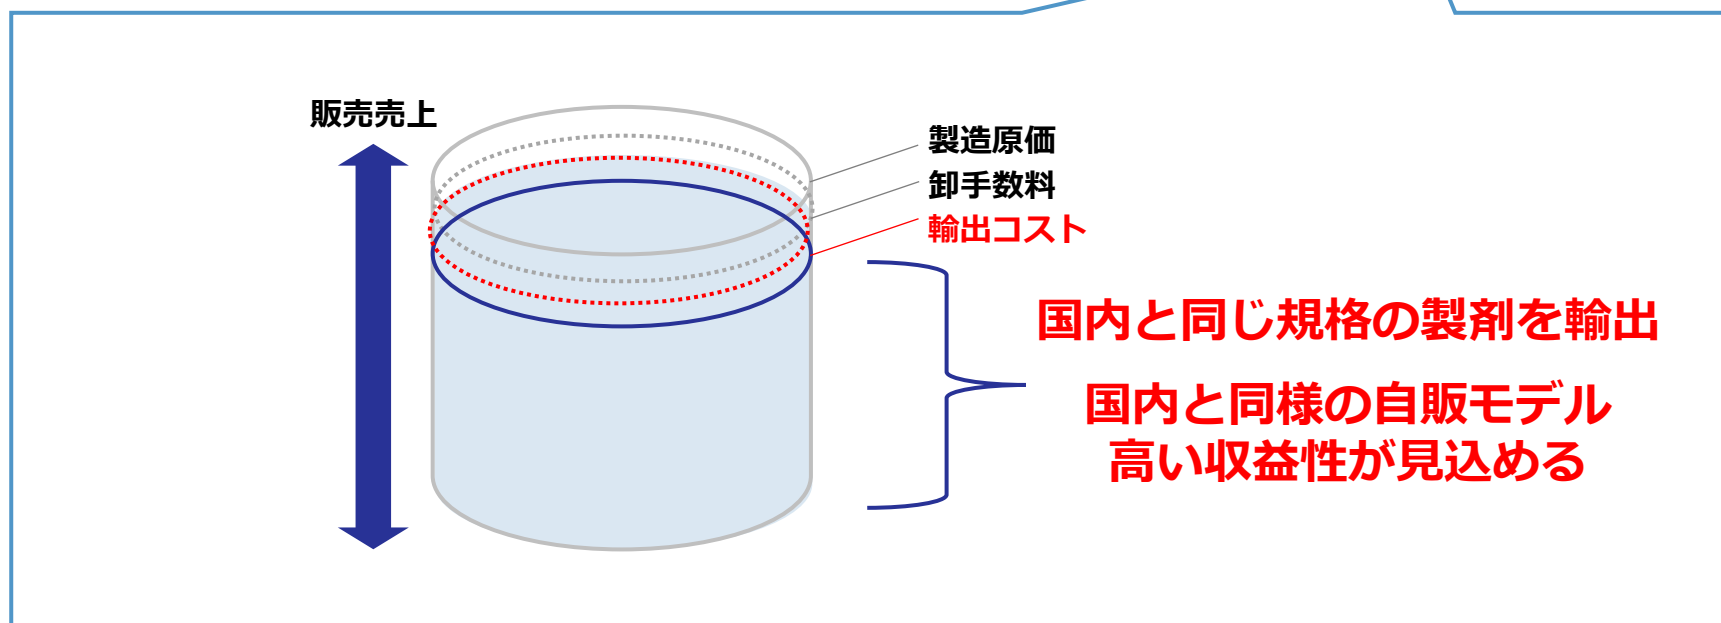 販売売上
製造原価
卸手数料
輸出コスト
国内と同じ規格の製剤を輸出
国内と同様の自販モデル
高い収益性が見込める